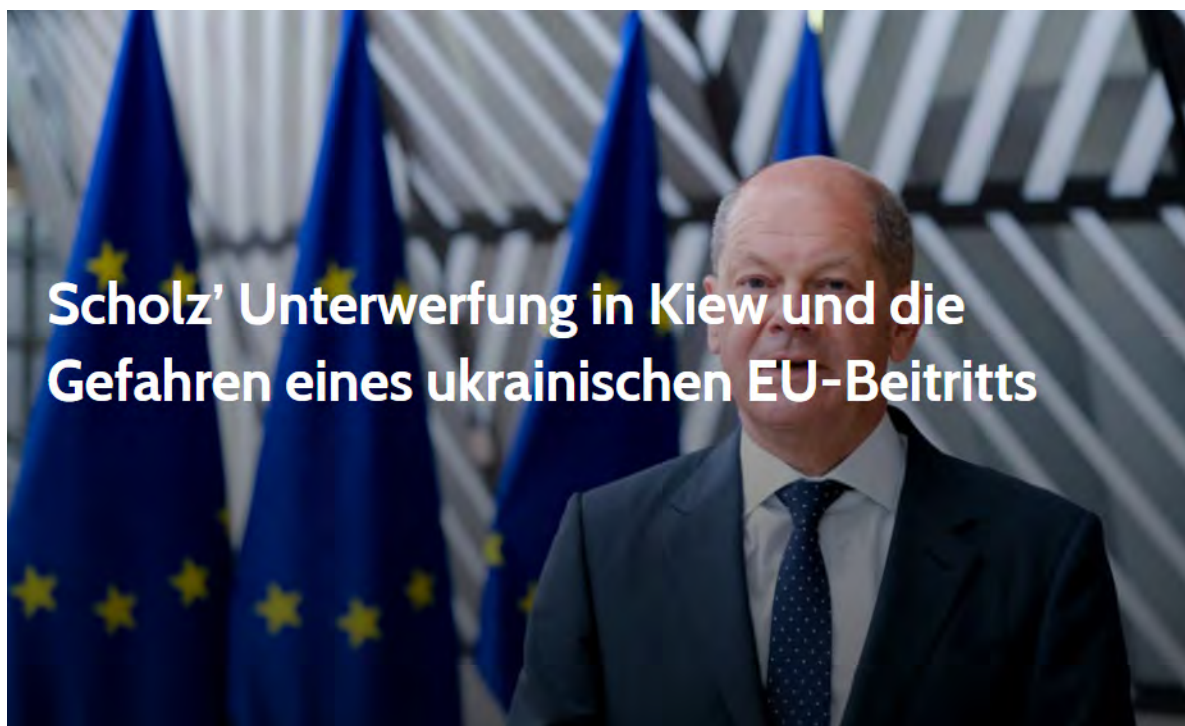 Scholz’ Unterwerfung in Kiew und die
Gefahren eines ukrainischen EU-Beitritts